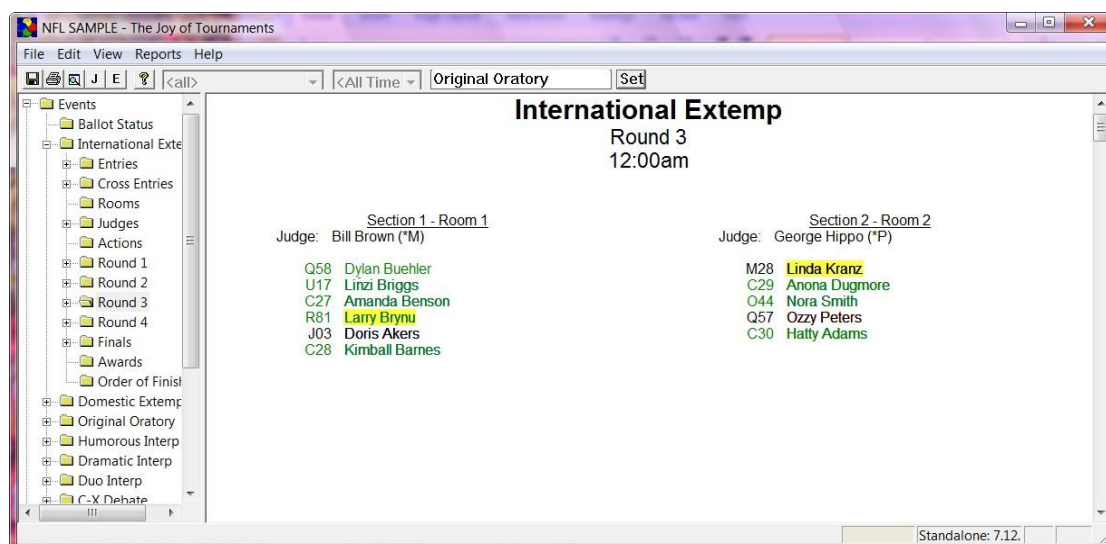 NFL SAMPLE - The Joy of Tournaments
File Edit View Reports Help
J E ? <all> <All Time Original Oratory Set
Events
Ballot Status
International Exte
Entries
Cross Entries
Rooms
Judges
Actions
Round 1
Round 2
Round 3
Round 4
Finals
Awards
Order of Finish
Domestic Extemp
Original Oratory
Humorous Interp
Dramatic Interp
Duo Interp
C-X Debate
International Extemp
Round 3
12:00am
Section 1 - Room 1
Judge: Bill Brown (*M)
Q58 Dylan Buehler
U17 Linzi Briggs
C27 Amanda Benson
R81 Larry Brynu
J03 Doris Akers
C28 Kimball Barnes
Section 2 - Room 2
Judge: George Hippo (*P)
M28 Linda Kranz
C29 Anona Dugmore
O44 Nora Smith
Q57 Ozzy Peters
C30 Hatty Adams
Standalone: 7.12.